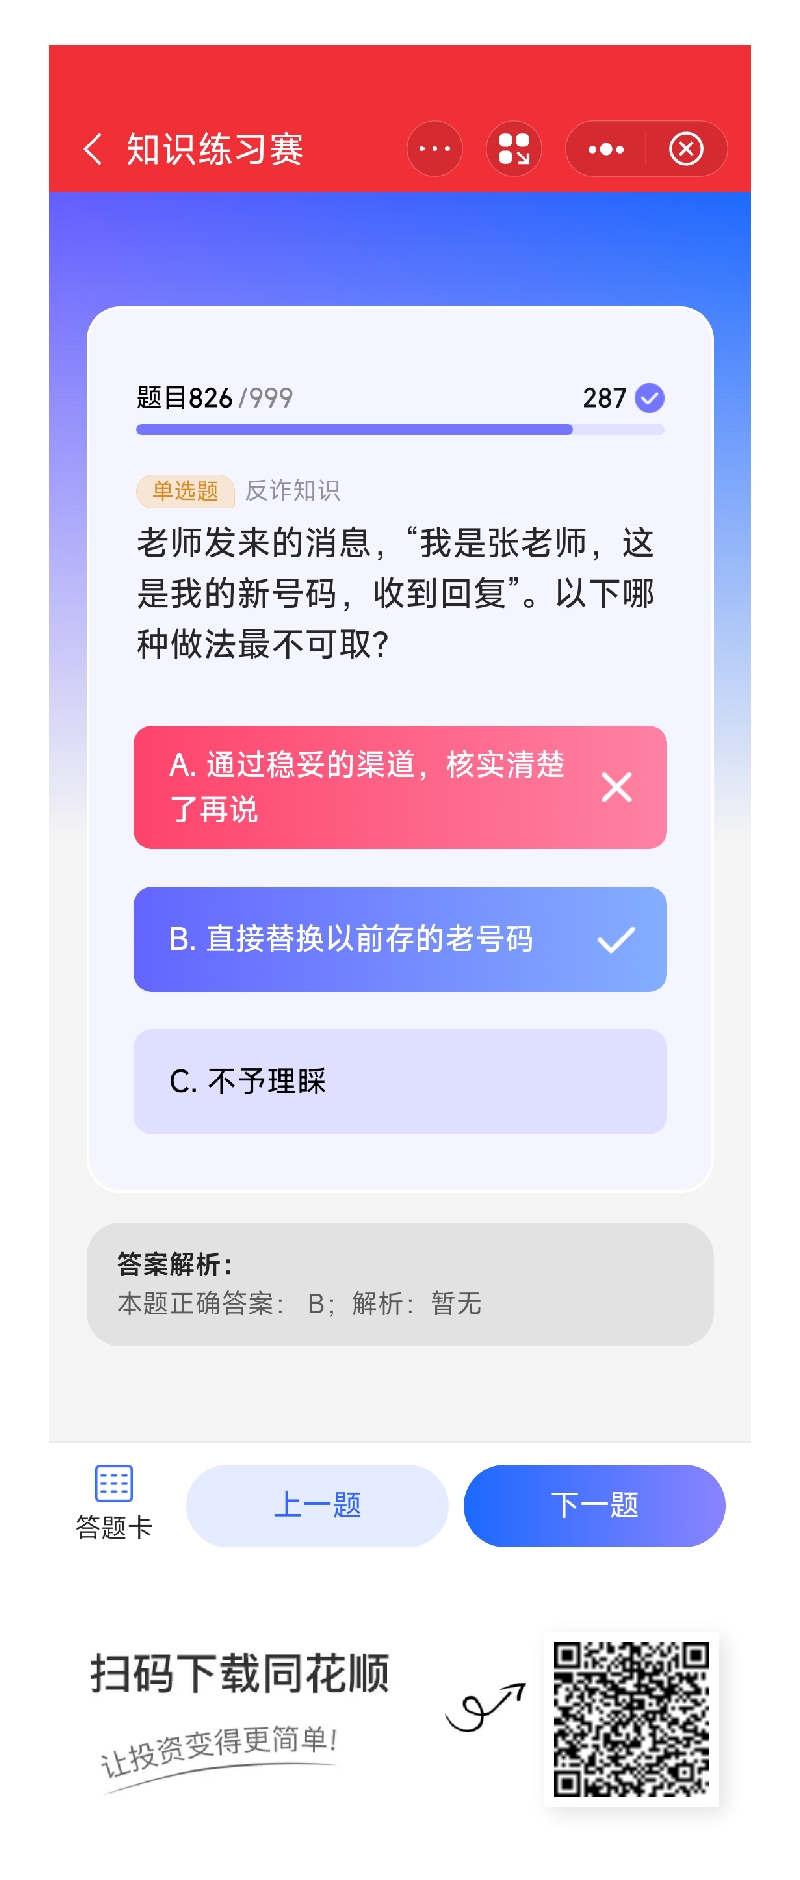 知识练习赛
题目826/999
287
单选题 反诈知识
老师发来的消息，“我是张老师，这
是我的新号码，收到回复”。以下哪
种做法最不可取？
A. 通过稳妥的渠道，核实清楚
了再说
B. 直接替换以前存的老号码
C. 不予理睬
答案解析：
本题正确答案： B；解析：暂无
答题卡
上一题
下一题
扫码下载同花顺
让投资变得更简单!